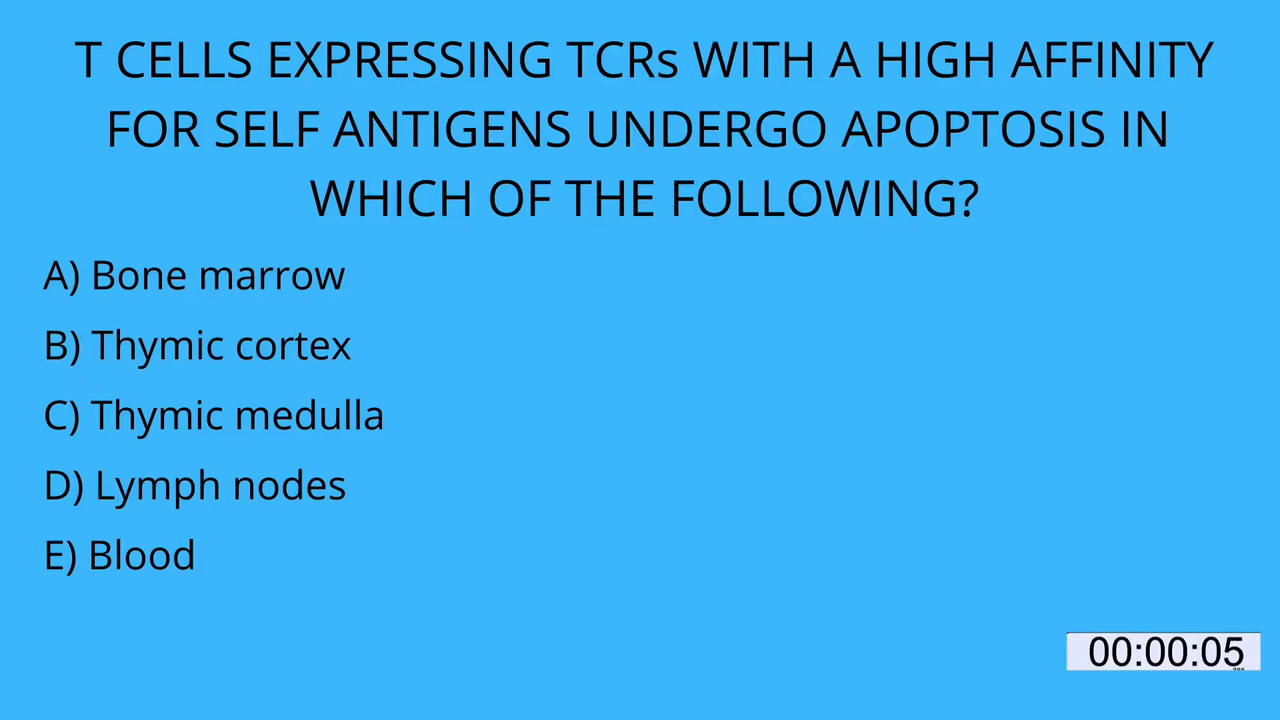 T CELLS EXPRESSING TCRs WITH A HIGH AFFINITY
FOR SELF ANTIGENS UNDERGO APOPTOSIS IN
WHICH OF THE FOLLOWING?
A) Bone marrow
B) Thymic cortex
C) Thymic medulla
D) Lymph nodes
E) Blood
00:00:05